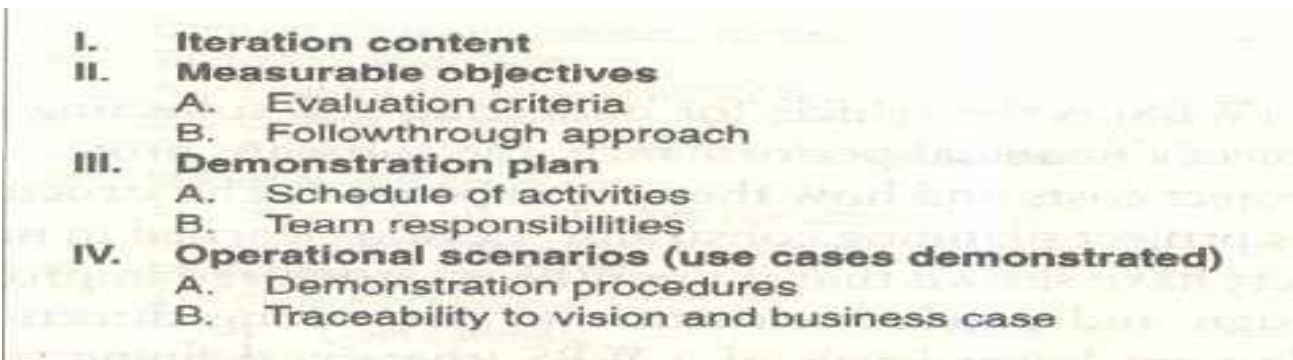 I. Iteration content
II. Measurable objectives
A. Evaluation criteria
B. Followthrough approach
III. Demonstration plan
A. Schedule of activities
B. Team responsibilities
IV. Operational scenarios (use cases demonstrated)
A. Demonstration procedures
B. Traceability to vision and business case